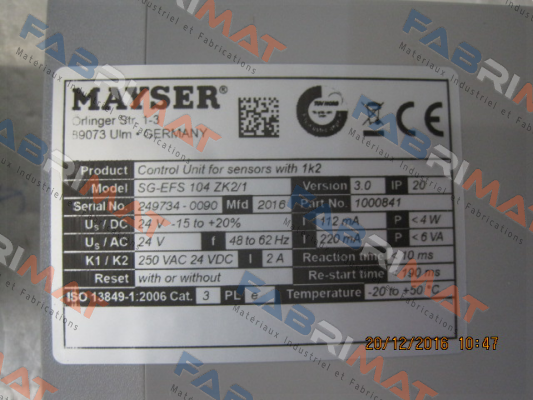 MAYSER®
Örlinger Str. 1-3
89073 Ulm • GERMANY
TÜV NORD
CE
Product Control Unit for sensors with 1k2
Model SG-EFS 104 ZK2/1 Version 3.0 IP 20
Serial No. 249734 - 0090 Mfd 2016 Part No. 1000841
US / DC 24 V -15 to +20% I 112 mA P < 4 W
US / AC 24 V f 48 to 62 Hz I 220 mA P < 6 VA
K1 / K2 250 VAC 24 VDC I 2 A Reaction time 10 ms
Reset with or without Re-start time 190 ms
ISO 13849-1:2006 Cat. 3 PL e Temperature -20 to +50 °C
20/12/2016 10:47
FABRIMAT
Materiaux Industriel et Fabrications